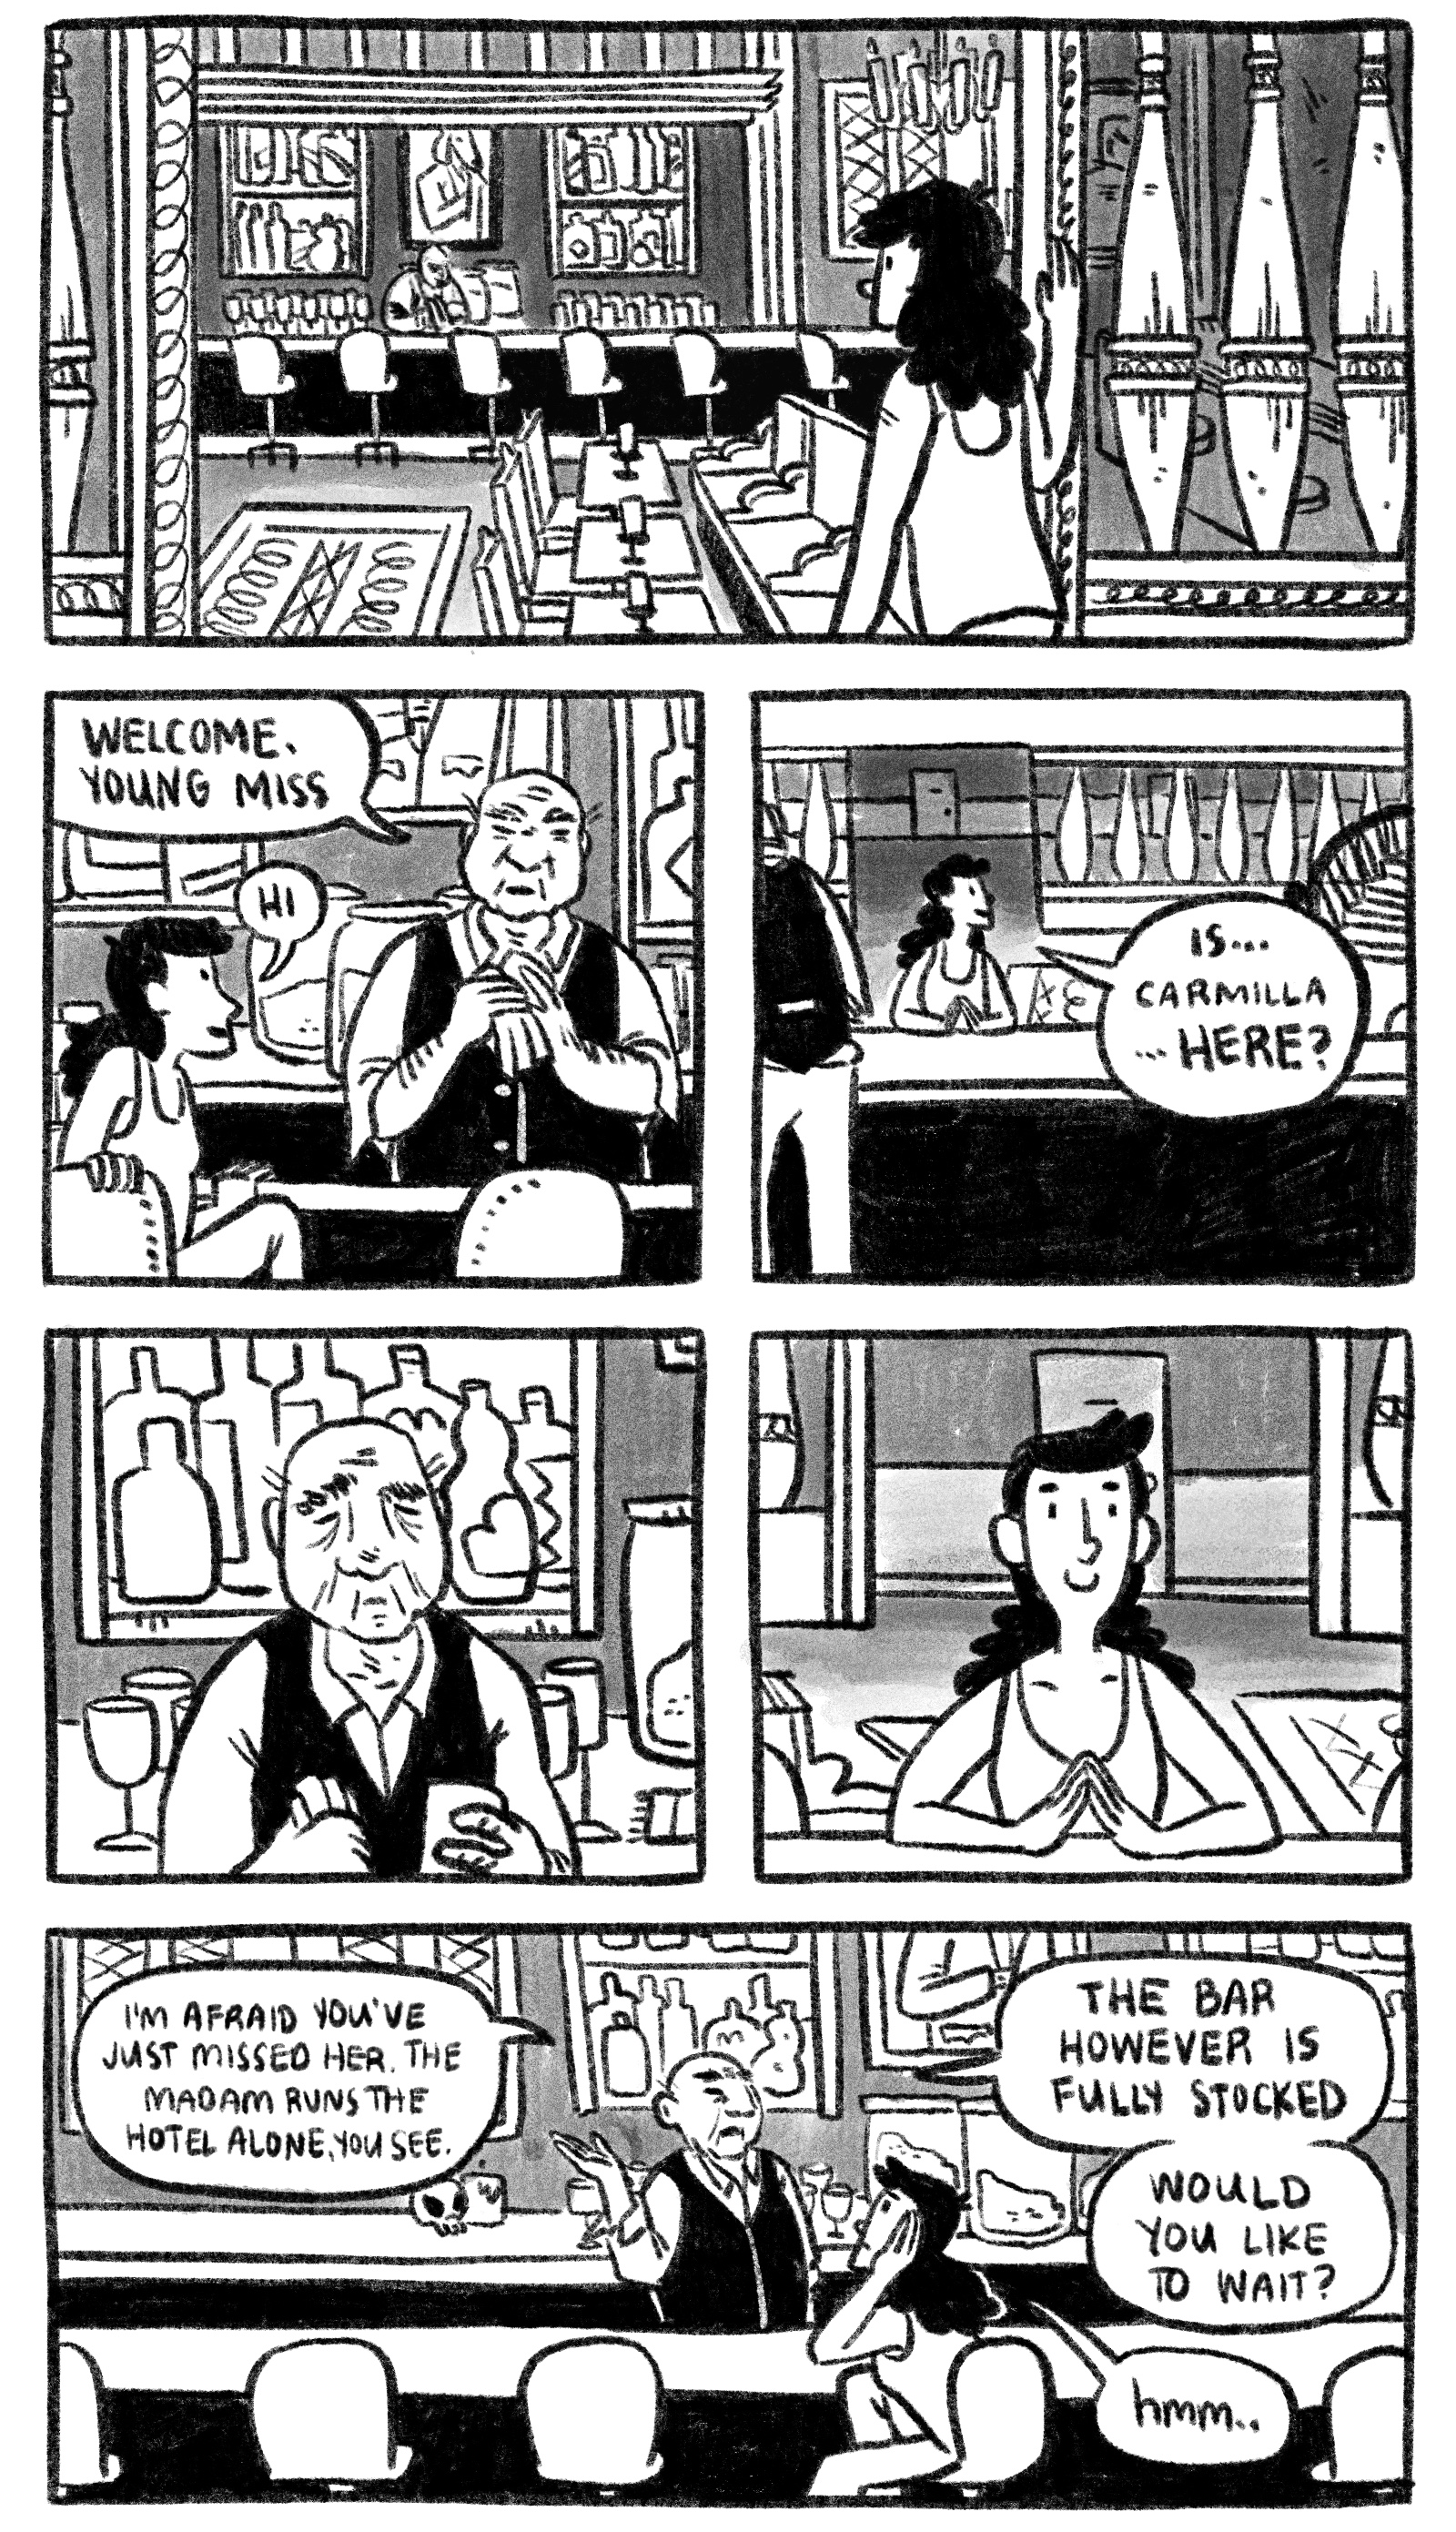 WELCOME,
YOUNG MISS
HI
IS...
CARMILLA
...HERE?
I'M AFRAID YOU'VE
JUST MISSED HER. THE
MADAM RUNS THE
HOTEL ALONE, YOU SEE.
THE BAR
HOWEVER IS
FULLY STOCKED
WOULD
YOU LIKE
TO WAIT?
hmm..